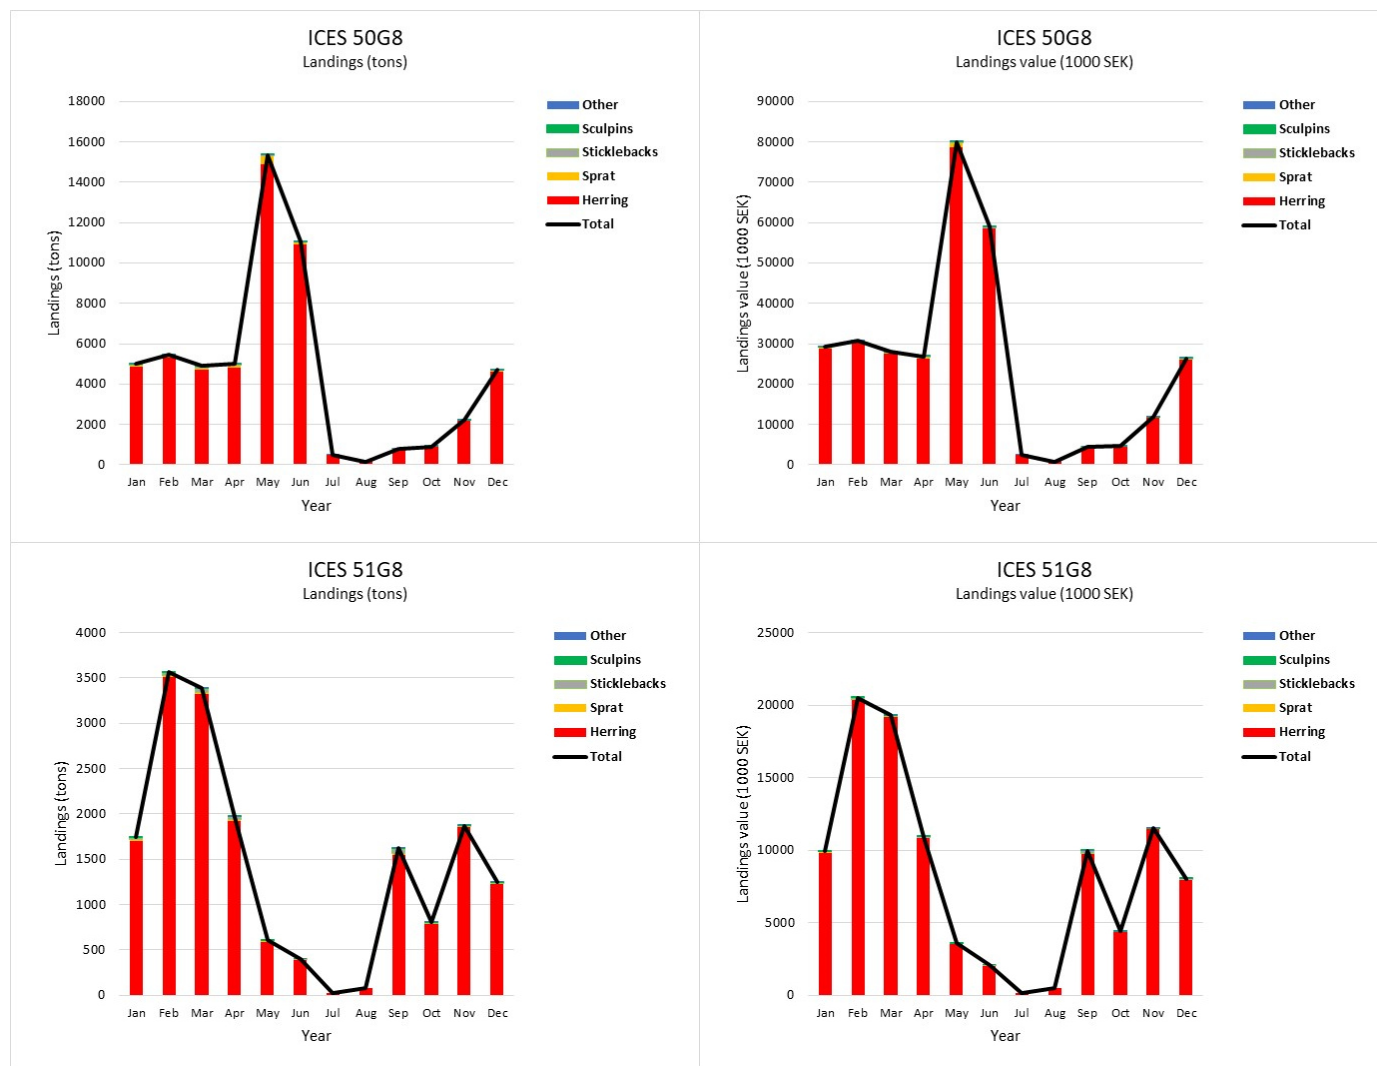 ICES 50G8
Landings (tons)
18000
16000
14000
12000
10000
8000
6000
4000
2000
0
Landings (tons)
Jan Feb Mar Apr May Jun Jul Aug Sep Oct Nov Dec
Year
Other
Sculpins
Sticklebacks
Sprat
Herring
Total
ICES 50G8
Landings value (1000 SEK)
90000
80000
70000
60000
50000
40000
30000
20000
10000
0
Landings value (1000 SEK)
Jan Feb Mar Apr May Jun Jul Aug Sep Oct Nov Dec
Year
Other
Sculpins
Sticklebacks
Sprat
Herring
Total
ICES 51G8
Landings (tons)
4000
3500
3000
2500
2000
1500
1000
500
0
Landings (tons)
Jan Feb Mar Apr May Jun Jul Aug Sep Oct Nov Dec
Year
Other
Sculpins
Sticklebacks
Sprat
Herring
Total
ICES 51G8
Landings value (1000 SEK)
25000
20000
15000
10000
5000
0
Landings value (1000 SEK)
Jan Feb Mar Apr May Jun Jul Aug Sep Oct Nov Dec
Year
Other
Sculpins
Sticklebacks
Sprat
Herring
Total